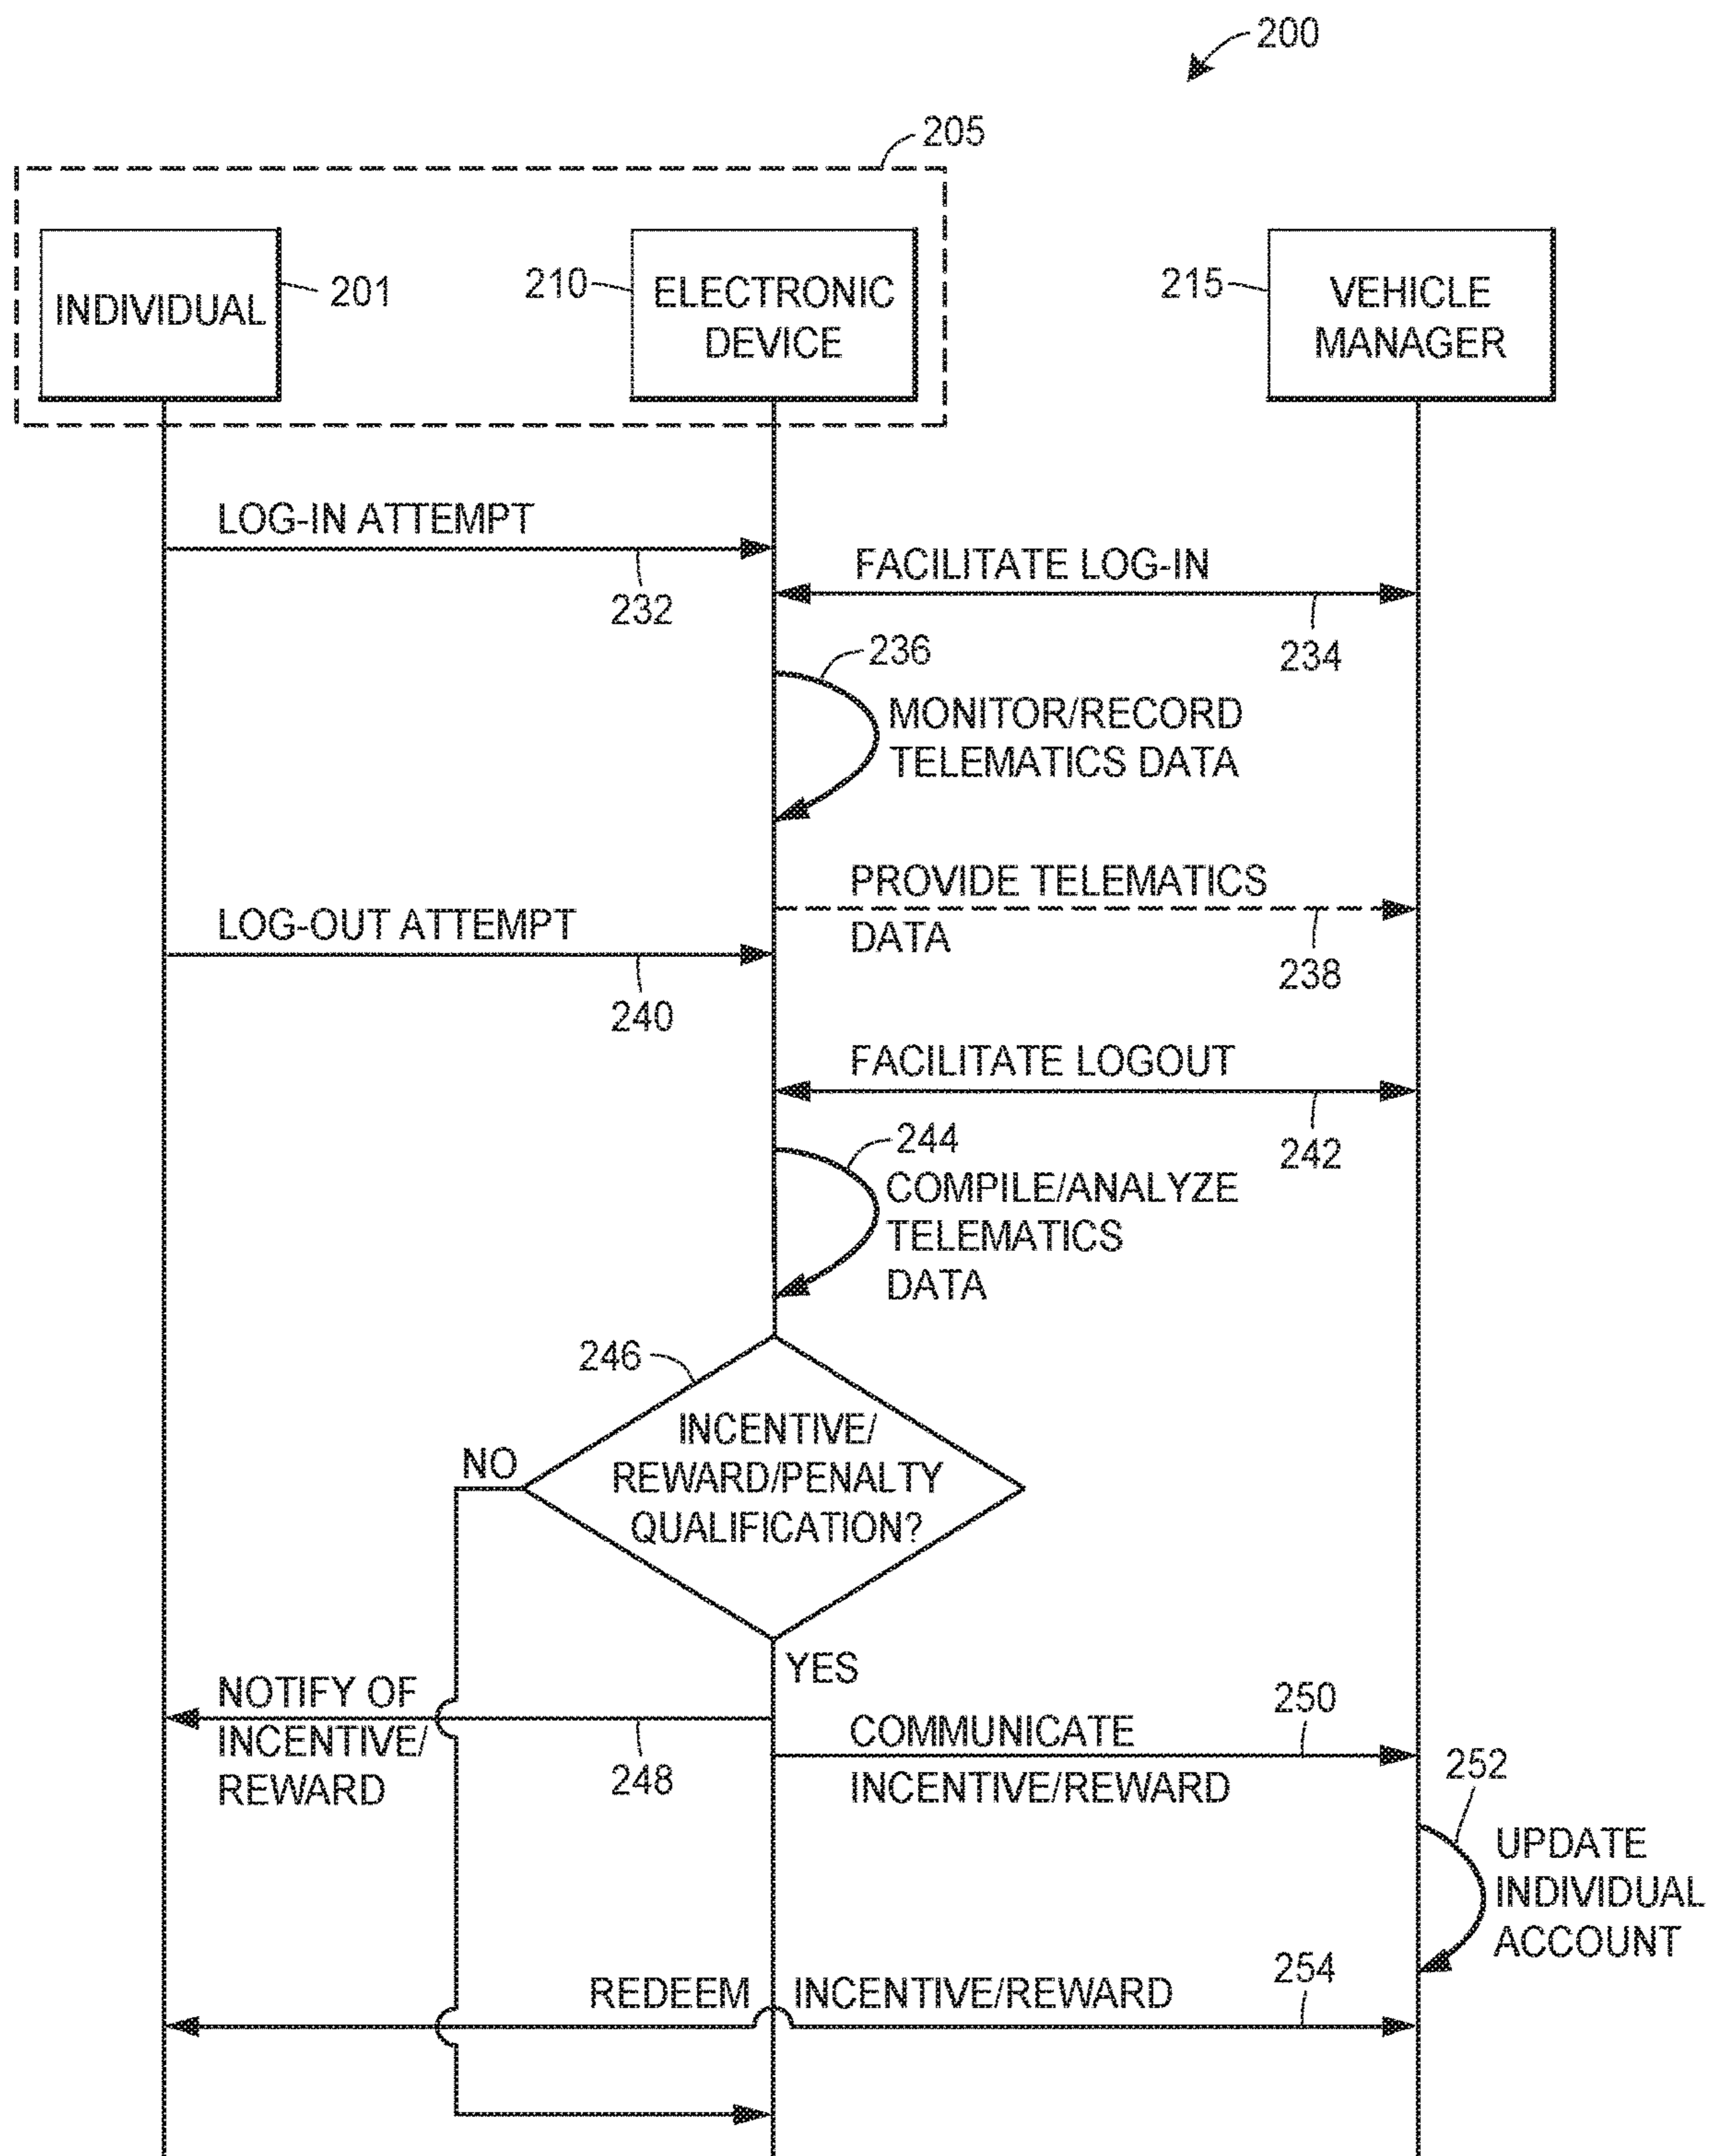 200
205
INDIVIDUAL
201
210
ELECTRONIC
DEVICE
215
VEHICLE
MANAGER
LOG-IN ATTEMPT
232
FACILITATE LOG-IN
234
236
MONITOR/RECORD
TELEMATICS DATA
PROVIDE TELEMATICS
DATA
238
LOG-OUT ATTEMPT
240
FACILITATE LOGOUT
242
244
COMPILE/ANALYZE
TELEMATICS
DATA
246
INCENTIVE/
REWARD/PENALTY
QUALIFICATION?
NO
YES
NOTIFY OF
INCENTIVE/
REWARD
248
COMMUNICATE
INCENTIVE/REWARD
250
252
UPDATE
INDIVIDUAL
ACCOUNT
REDEEM INCENTIVE/REWARD
254